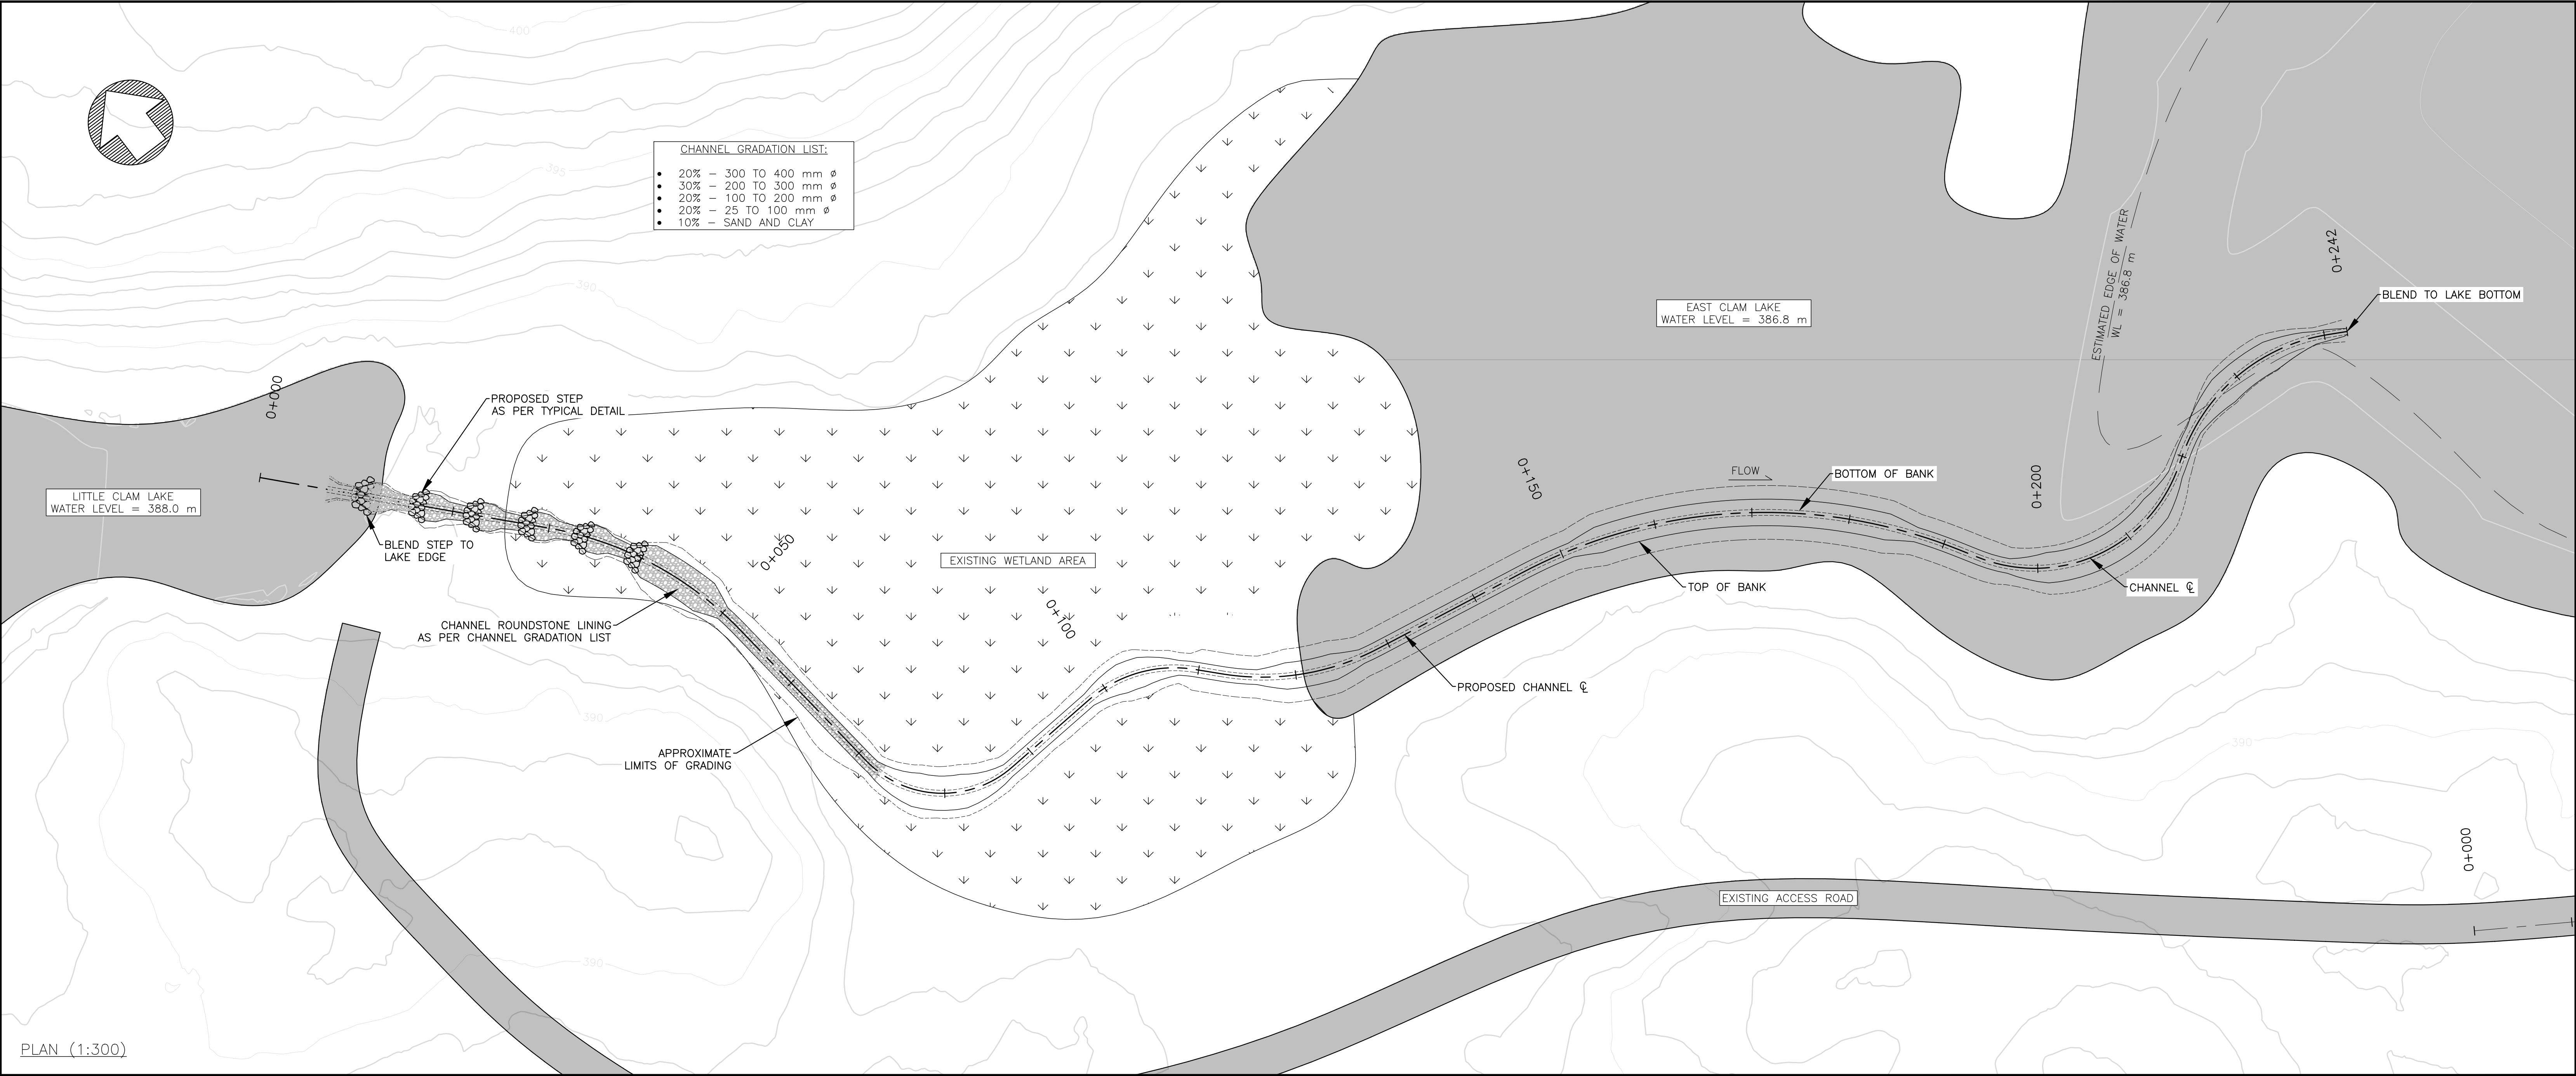 400
395
390
CHANNEL GRADATION LIST:
• 20% – 300 TO 400 mm Ø
• 30% – 200 TO 300 mm Ø
• 20% – 100 TO 200 mm Ø
• 20% – 25 TO 100 mm Ø
• 10% – SAND AND CLAY
0+242
ESTIMATED EDGE OF WATER
WL = 386.8 m
BLEND TO LAKE BOTTOM
EAST CLAM LAKE
WATER LEVEL = 386.8 m
0+000
PROPOSED STEP
AS PER TYPICAL DETAIL
LITTLE CLAM LAKE
WATER LEVEL = 388.0 m
BLEND STEP TO
LAKE EDGE
0+050
EXISTING WETLAND AREA
0+100
0+150
FLOW
BOTTOM OF BANK
0+200
TOP OF BANK
CHANNEL ℄
CHANNEL ROUNDSTONE LINING
AS PER CHANNEL GRADATION LIST
PROPOSED CHANNEL ℄
390
390
APPROXIMATE
LIMITS OF GRADING
0+000
EXISTING ACCESS ROAD
390
PLAN (1:300)